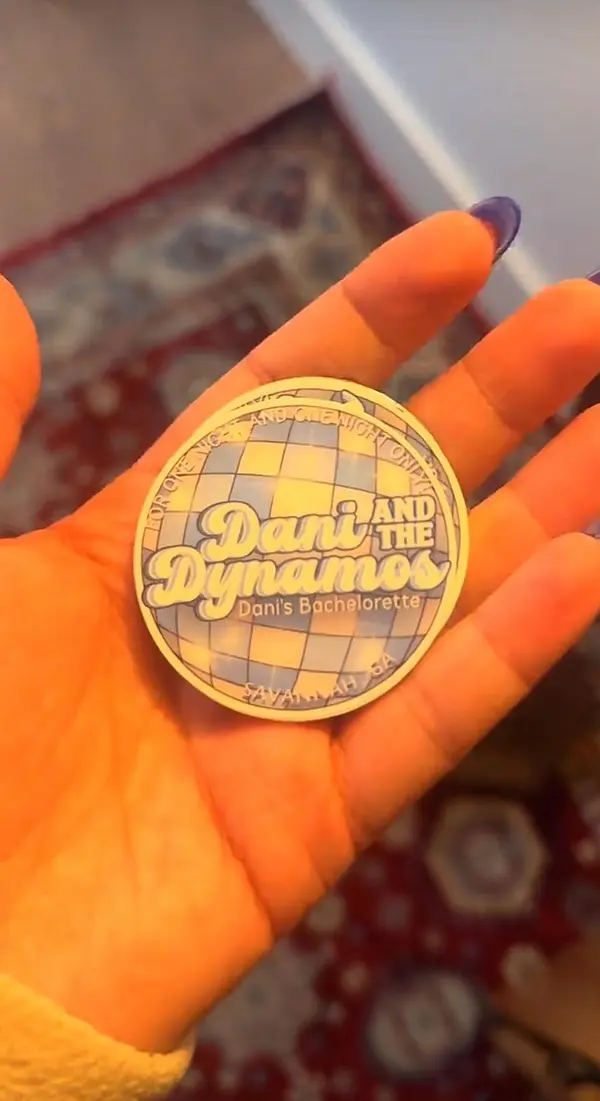 FOR ONE NIGHT AND ONE NIGHT ONLY
Dani AND
THE
Dynamos
Dani's Bachelorette
SAVANNAH, GA